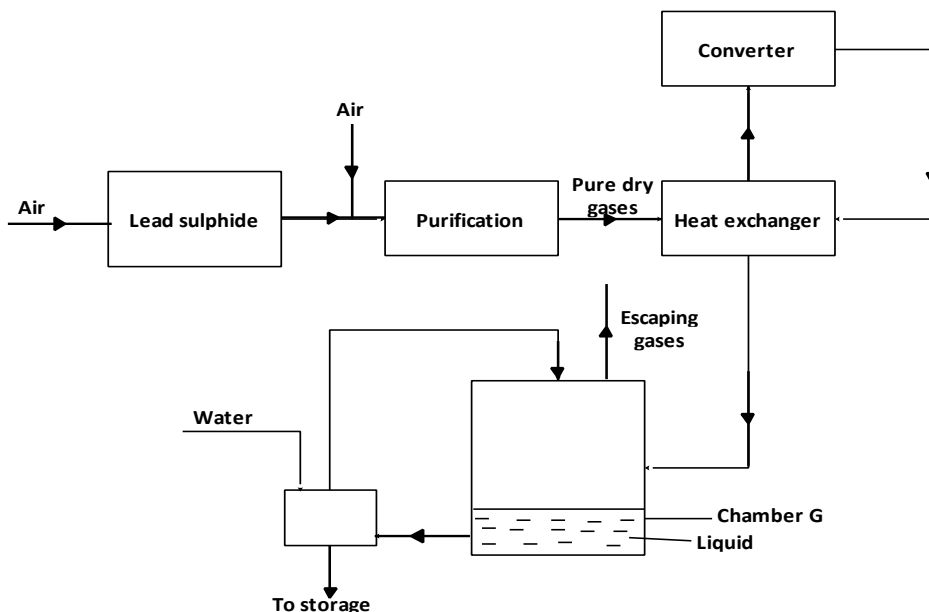 Converter
Air
Air
Lead sulphide
Purification
Pure dry
gases
Heat exchanger
Escaping
gases
Water
Chamber G
Liquid
To storage